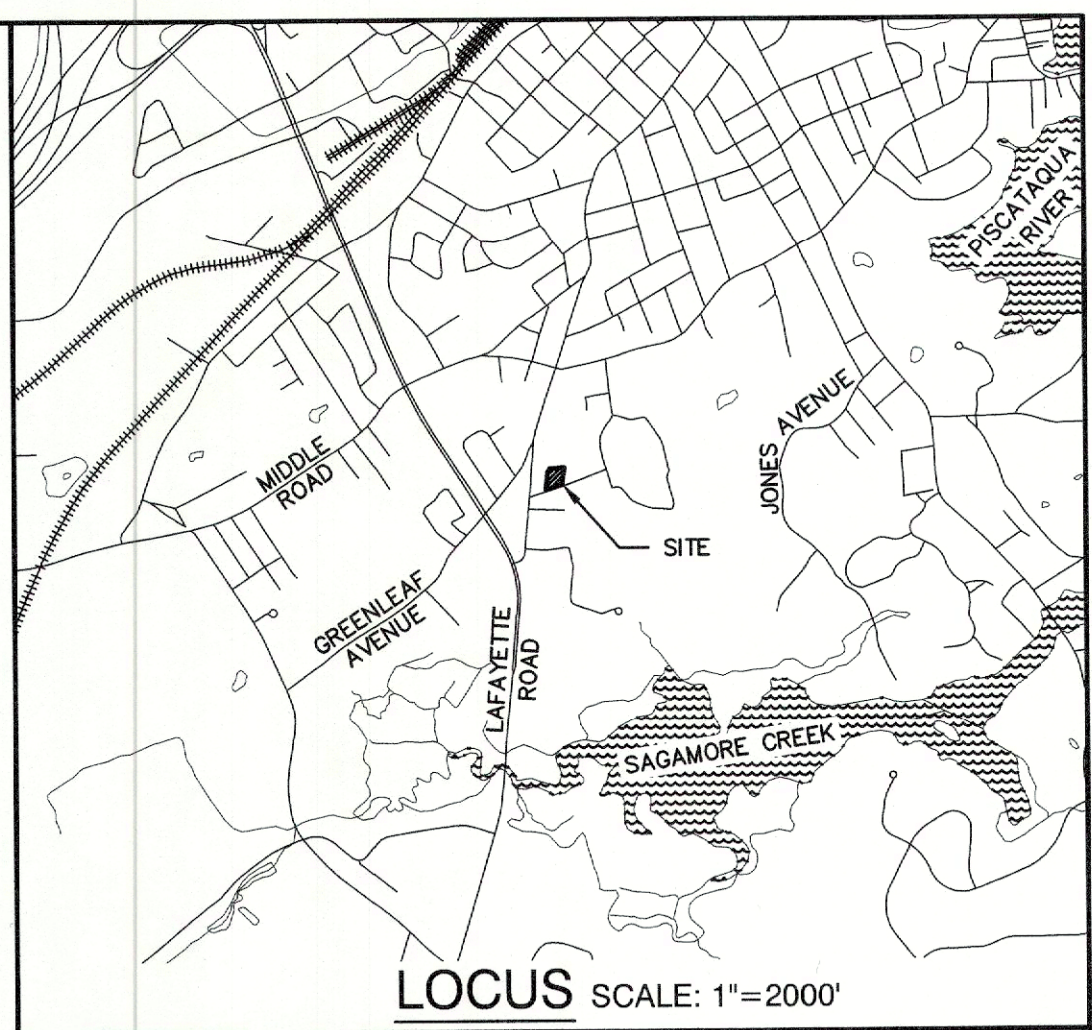 PISCATAQUA
RIVER
JONES AVENUE
MIDDLE
ROAD
SITE
GREENLEAF
AVENUE
LAFAYETTE
ROAD
SAGAMORE CREEK
LOCUS SCALE: 1"=2000'